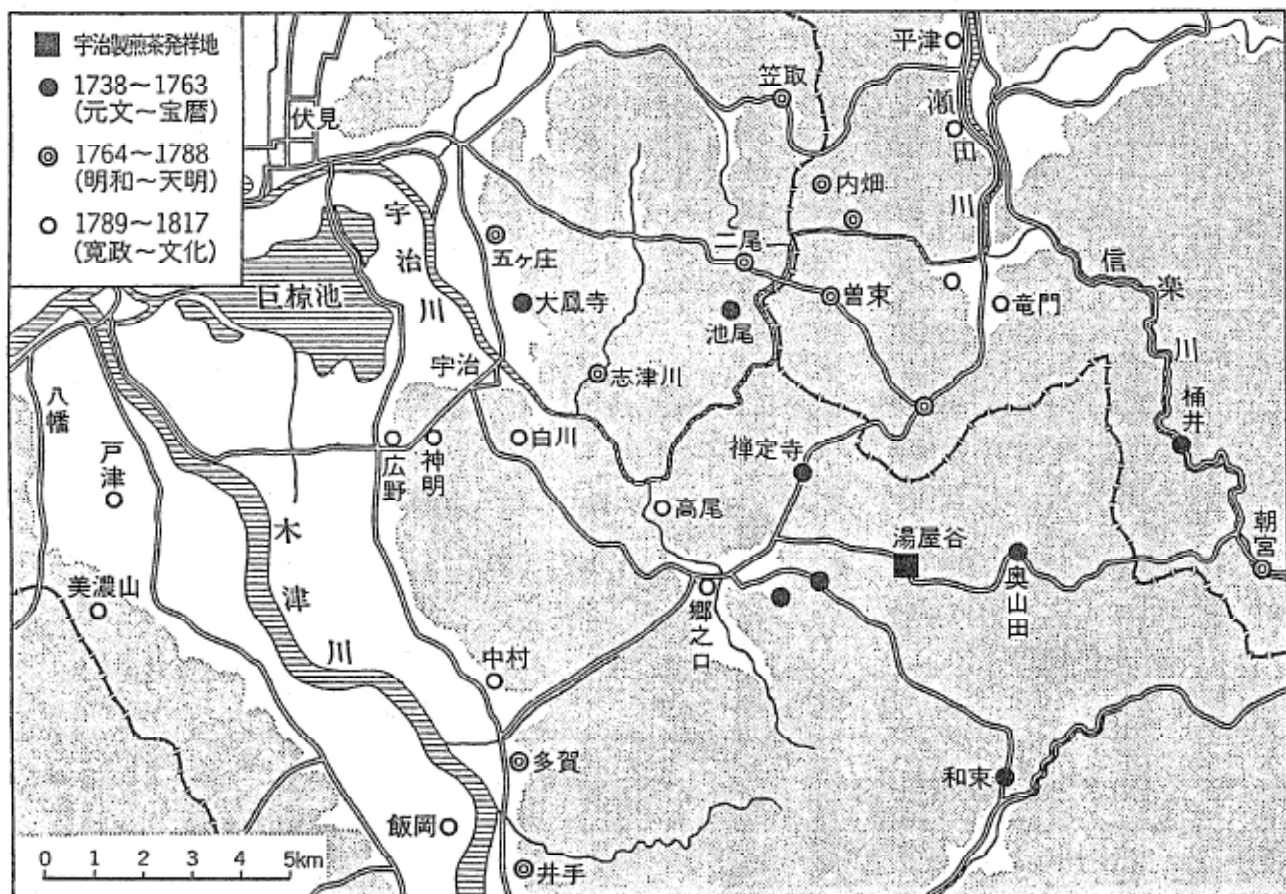 宇治製煎茶発祥地
1738〜1763
(元文〜宝暦)
1764〜1788
(明和〜天明)
1789〜1817
(寛政〜文化)
伏見
平津
笠取
瀬田川
内畑
宇治川
五ヶ庄
二尾
信楽川
巨椋池
大鳳寺
池尾
曽東
竜門
宇治
志津川
八幡
戸津
広野
神明
白川
禅定寺
桶井
高尾
湯屋谷
朝宮
木津川
美濃山
郷之口
奥山田
中村
多賀
和束
飯岡
井手
0 1 2 3 4 5km